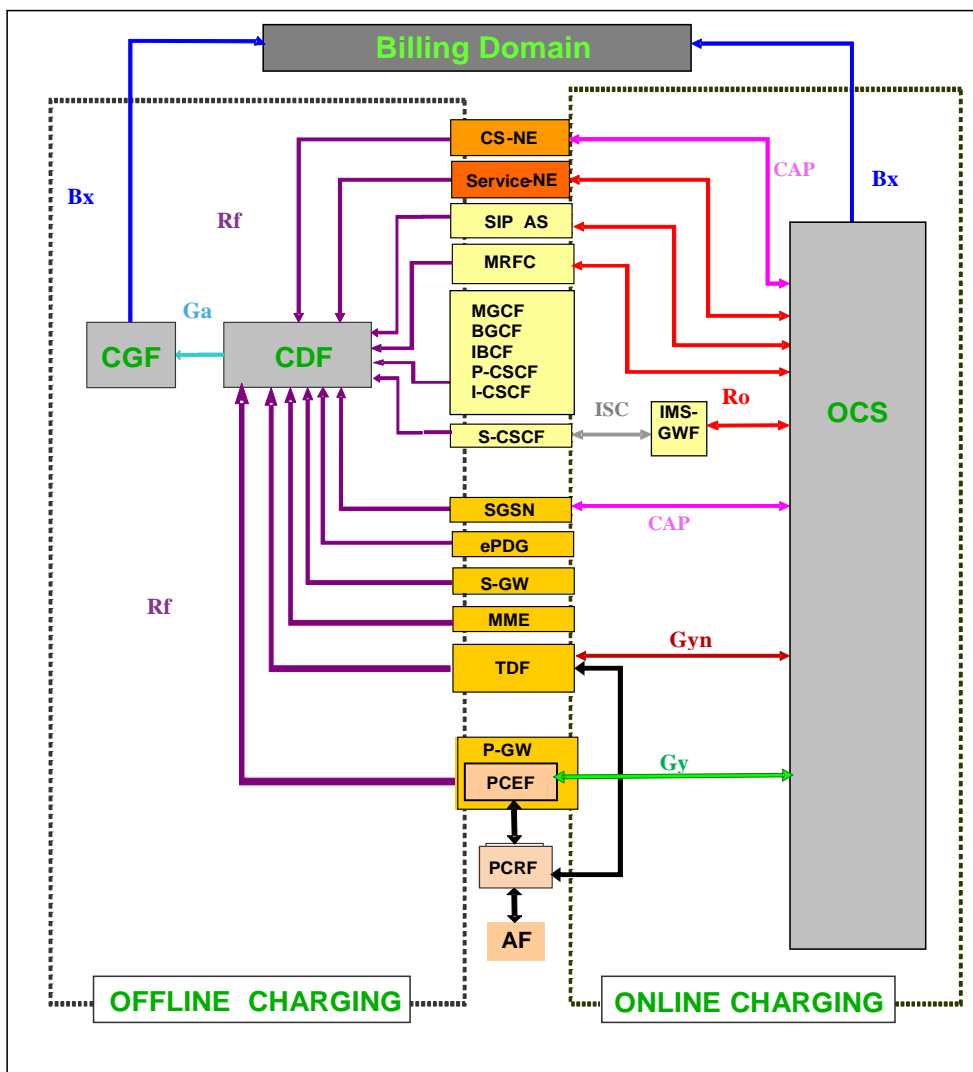 Billing Domain
CS-NE
CAP
Service-NE
Bx
Bx
Rf
SIP AS
MRFC
Ga
MGCF
BGCF
IBCF
P-CSCF
I-CSCF
CGF
CDF
OCS
Ro
ISC
IMS-
GWF
S-CSCF
SGSN
CAP
ePDG
S-GW
Rf
MME
Gyn
TDF
P-GW
Gy
PCEF
PCRF
AF
OFFLINE CHARGING
ONLINE CHARGING